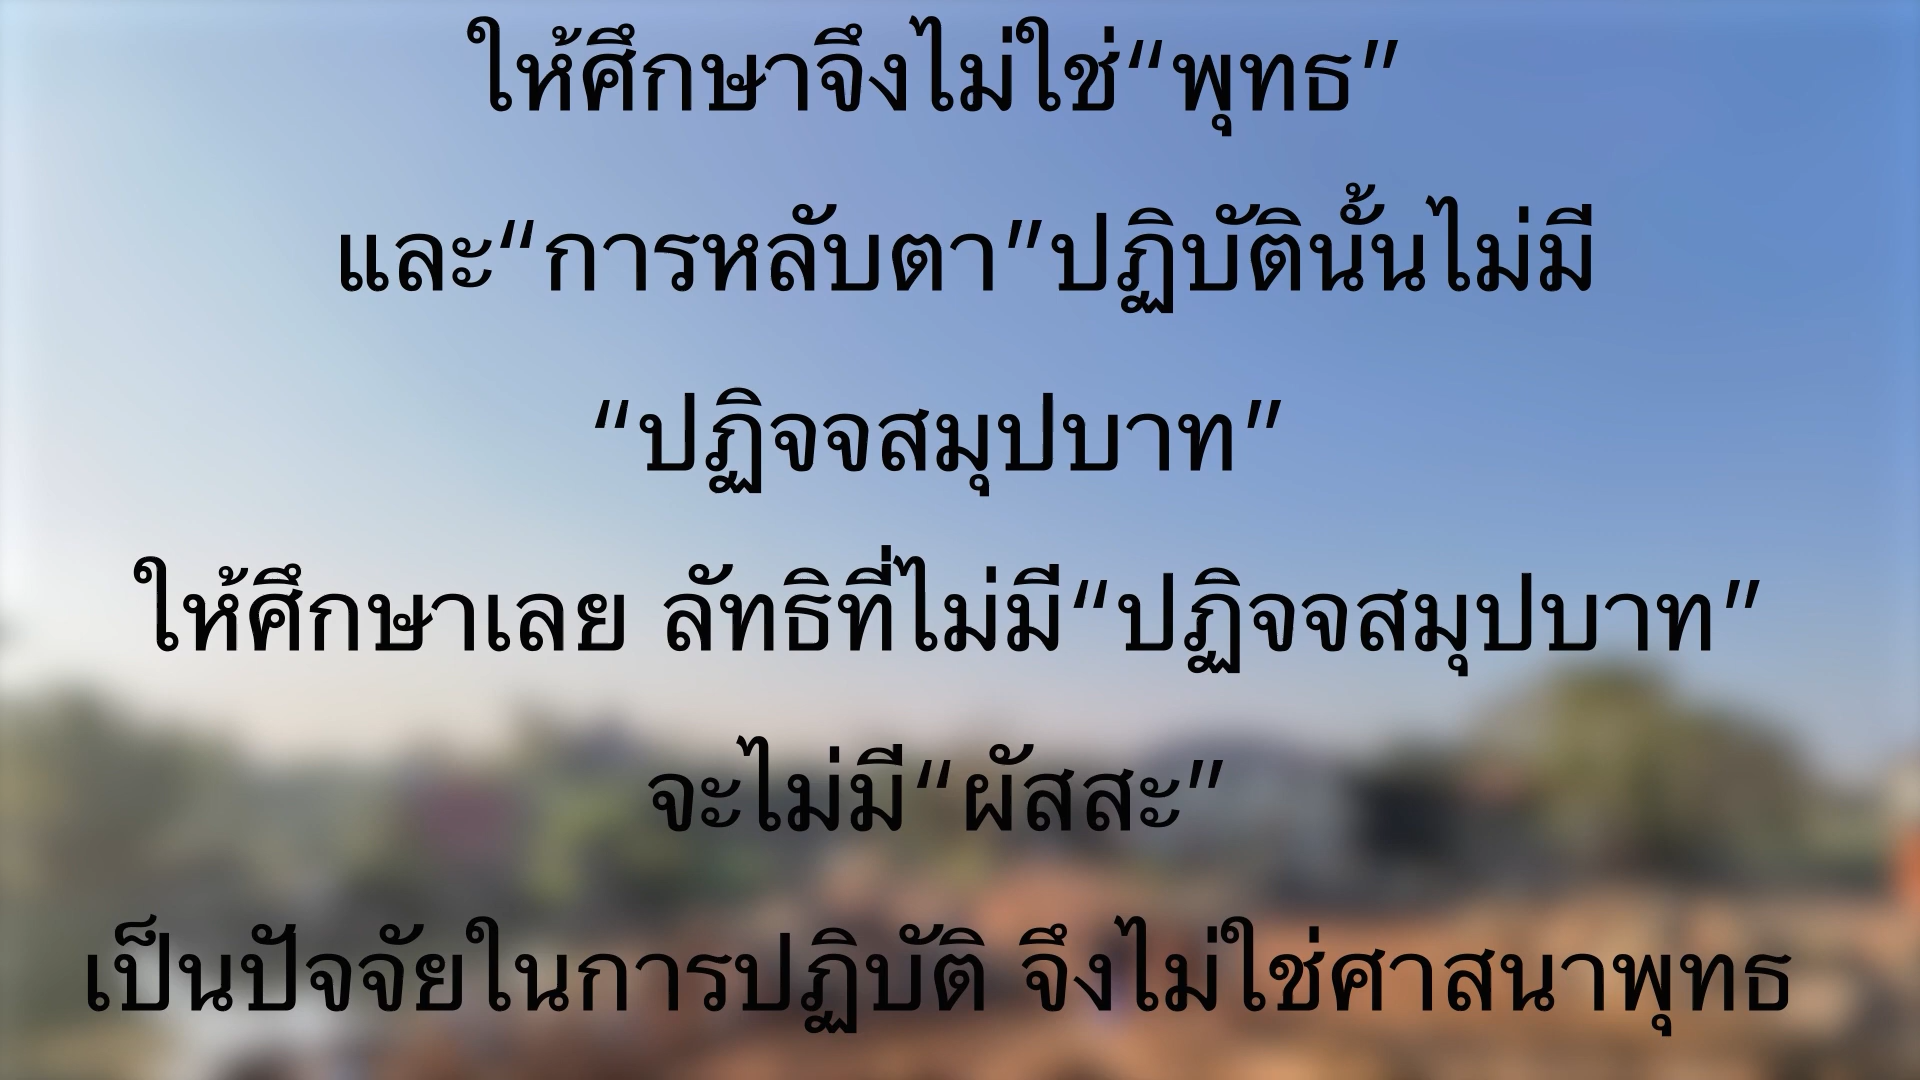 ให้ศึกษาจึงไม่ใช่“พุทธ”
และ“การหลับตา”ปฏิบัตินั้นไม่มี
“ปฏิจจสมุปบาท”
ให้ศึกษาเลย ลัทธิที่ไม่มี“ปฏิจจสมุปบาท”
จะไม่มี“ผัสสะ”
เป็นปัจจัยในการปฏิบัติ จึงไม่ใช่ศาสนาพุทธ